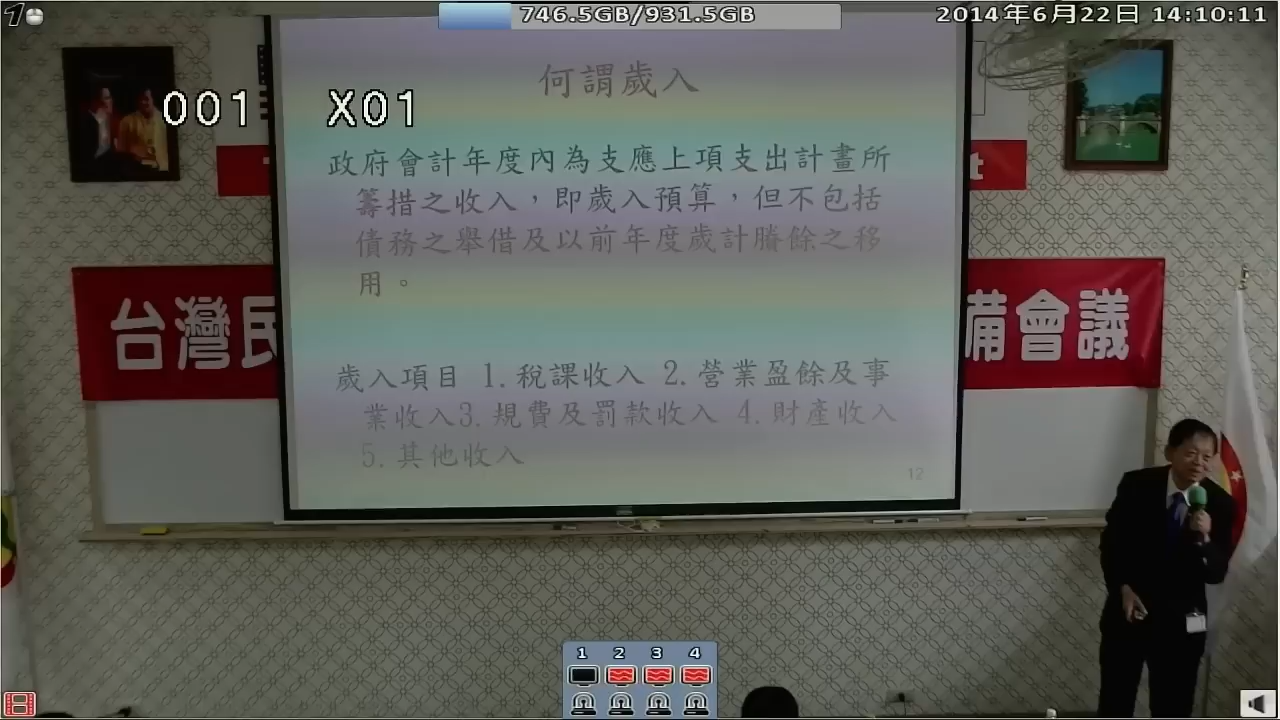 1
746.5GB/931.5GB
2014年6月22日 14:10:11
何謂歲入
001 X01
政府會計年度內為支應上項支出計畫所
籌措之收入，即歲入預算，但不包括
債務之舉借及以前年度歲計賸餘之移
用。
t
台灣民
備會議
歲入項目 1.稅課收入 2.營業盈餘及事
業收入3.規費及罰款收入 4.財產收入
5.其他收入
12
1 2 3 4